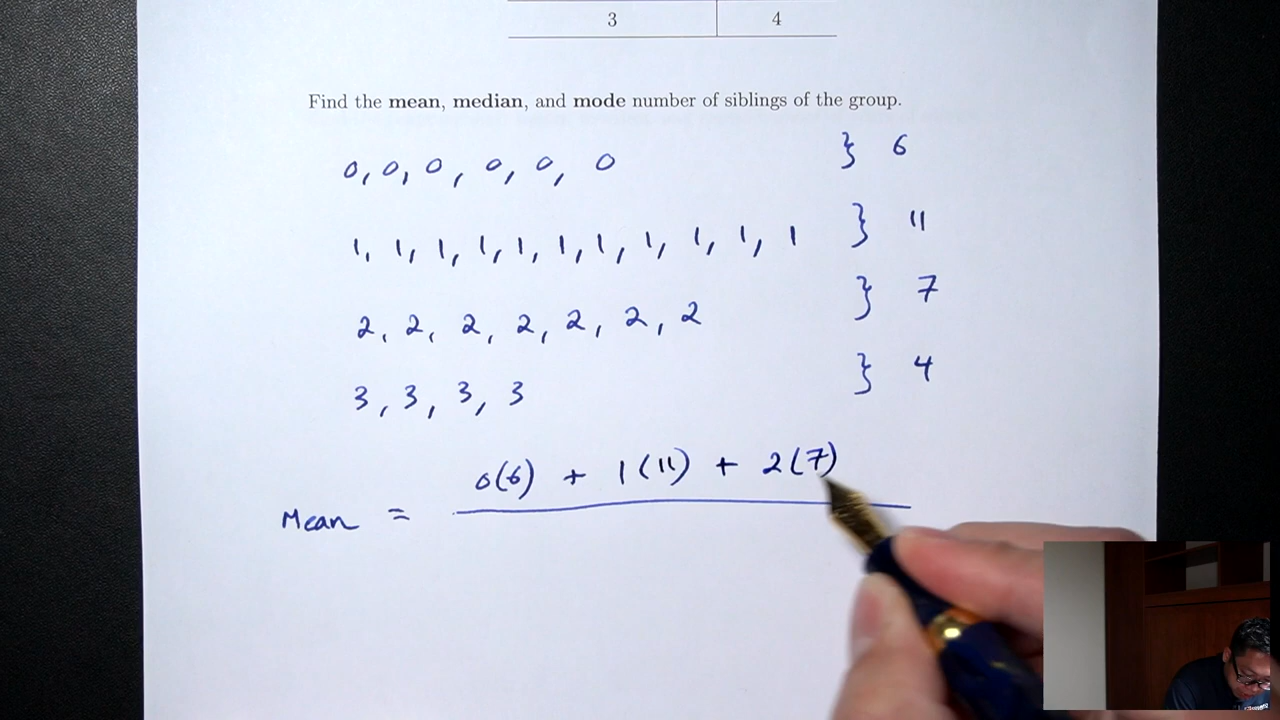 3 4
Find the mean, median, and mode number of siblings of the group.
0, 0, 0, 0, 0, 0 } 6
1, 1, 1, 1, 1, 1, 1, 1, 1, 1, 1 } 11
2, 2, 2, 2, 2, 2, 2 } 7
3, 3, 3, 3 } 4
0(6) + 1(11) + 2(7)
Mean =